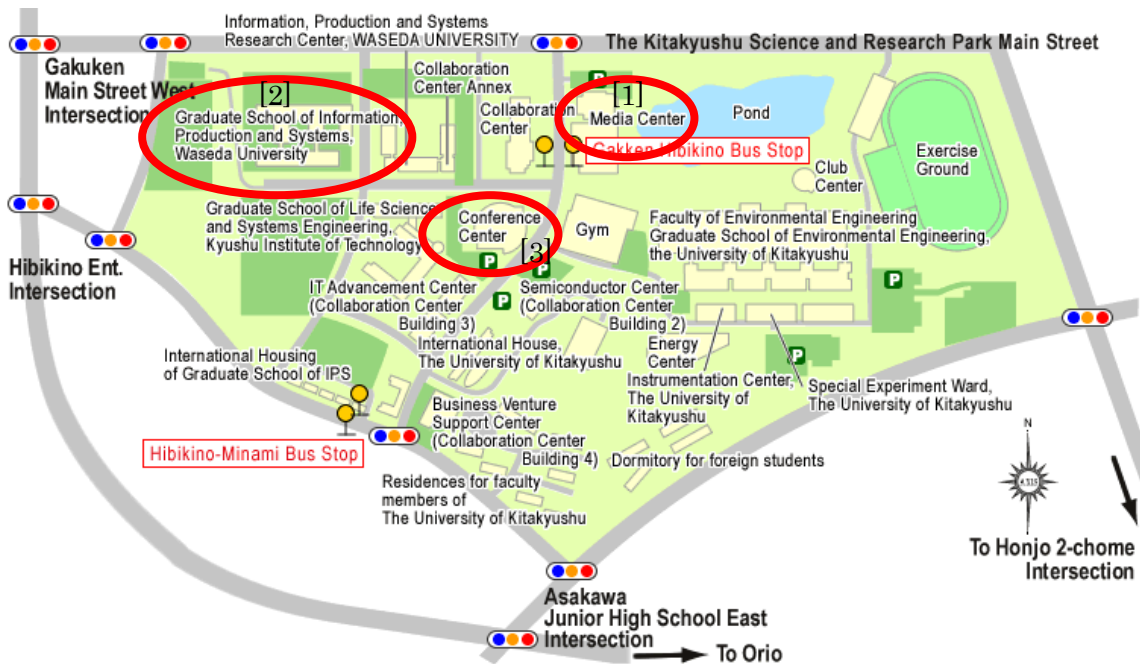 Information, Production and Systems
Research Center, WASEDA UNIVERSITY
The Kitakyushu Science and Research Park Main Street
Gakuken
Main Street West
Intersection
[2]
Graduate School of Information,
Production and Systems,
Waseda University
Collaboration
Center Annex
Collaboration
Center
P
[1]
Media Center
Gakken Hibikino Bus Stop
Pond
Exercise
Ground
Club
Center
Graduate School of Life Science
and Systems Engineering,
Kyushu Institute of Technology
Conference
Center
[3]
P
P
Gym
Faculty of Environmental Engineering
Graduate School of Environmental Engineering,
the University of Kitakyushu
Hibikino Ent.
Intersection
IT Advancement Center
(Collaboration Center
Building 3)
P
Semiconductor Center
(Collaboration Center
Building 2)
P
Energy
Center
International House,
The University of Kitakyushu
P
International Housing
of Graduate School of IPS
Instrumentation Center,
The University of
Kitakyushu
Special Experiment Ward,
The University of Kitakyushu
Business Venture
Support Center
(Collaboration Center
Building 4)
Hibikino-Minami Bus Stop
Dormitory for foreign students
Residences for faculty
members of
The University of Kitakyushu
N
To Honjo 2-chome
Intersection
Asakawa
Junior High School East
Intersection
To Orio